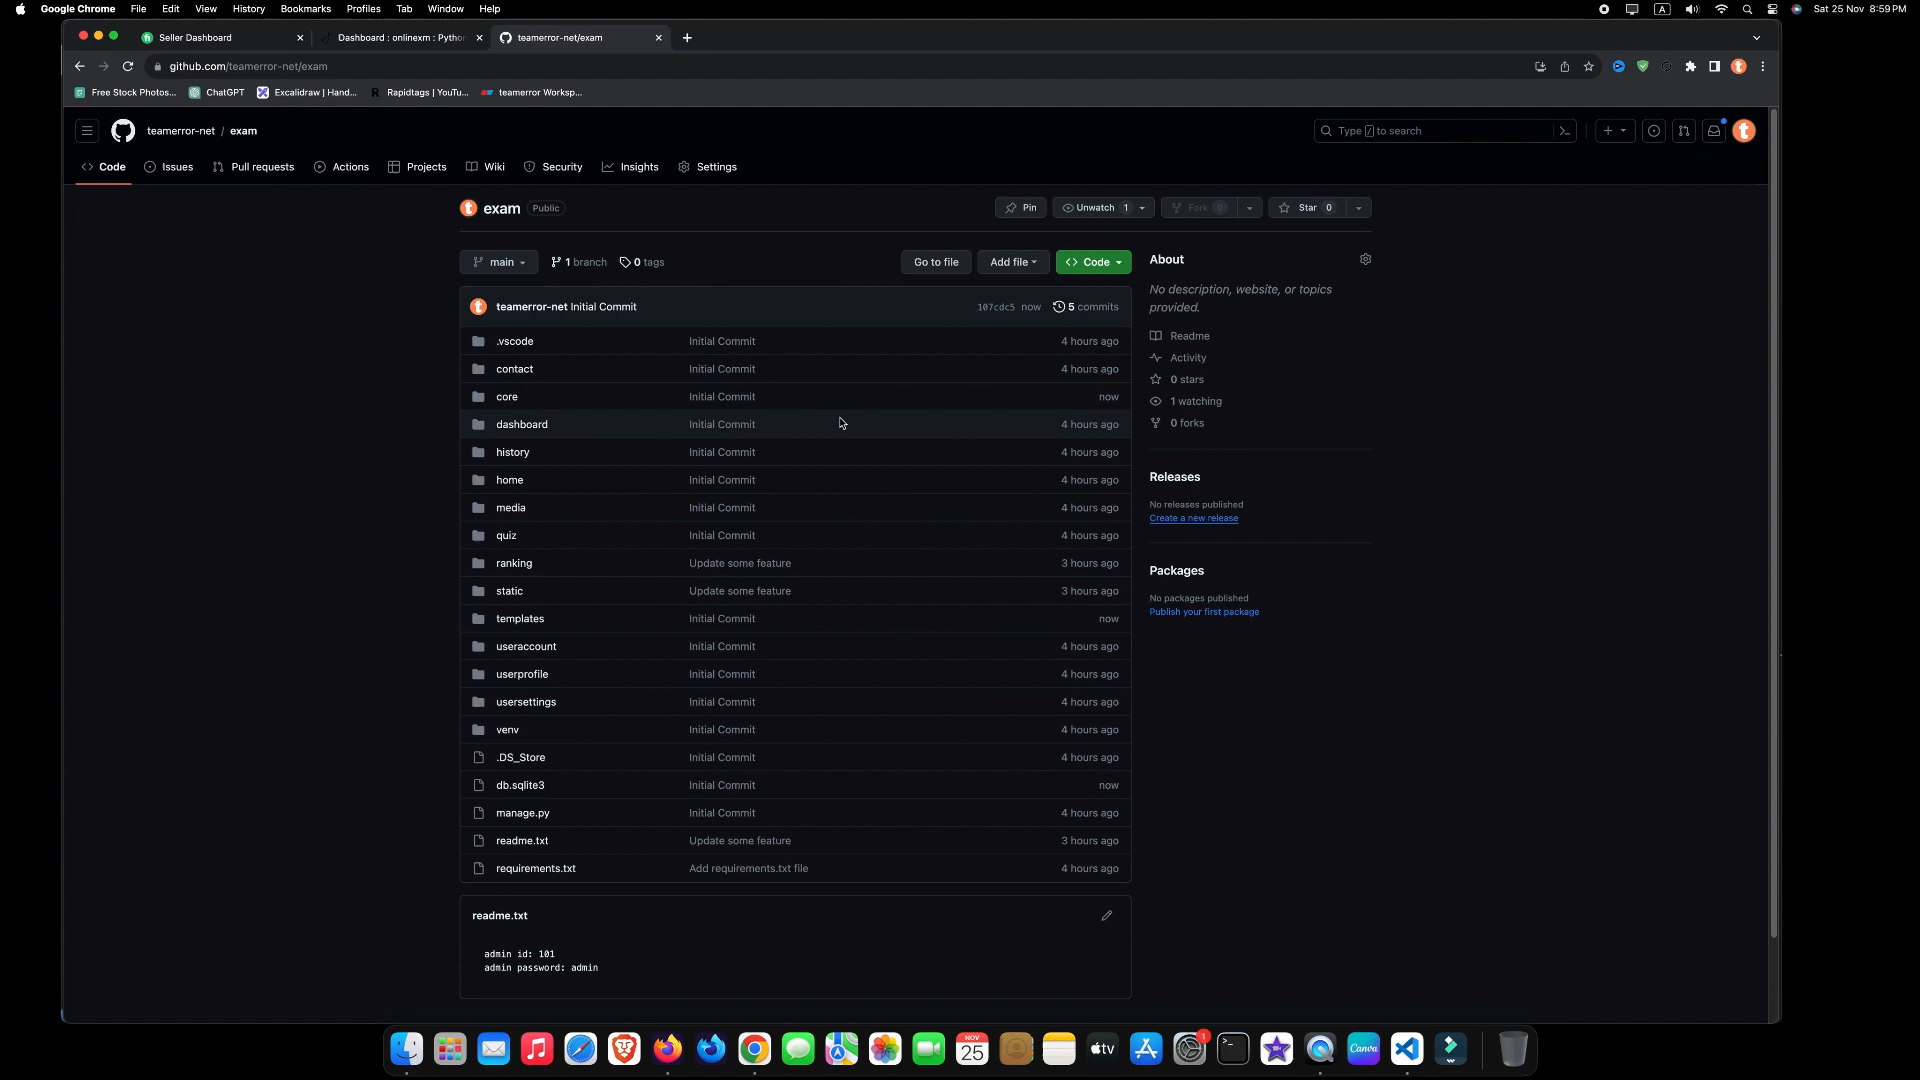 Google Chrome File Edit View History Bookmarks Profiles Tab Window Help A Sat 25 Nov 8:59 PM
Seller Dashboard Dashboard : onlinexm : Pytho teamerror-net/exam
github.com/teamerror-net/exam
Free Stock Photos... ChatGPT Excalidraw | Hand... Rapidtags | YouTu... teamerror Worksp...
teamerror-net / exam Type / to search
Code Issues Pull requests Actions Projects Wiki Security Insights Settings
exam Public Pin Unwatch 1 Fork 0 Star 0
main 1 branch 0 tags Go to file Add file Code
About
No description, website, or topics
provided.
teamerror-net Initial Commit 107cdc5 now 5 commits
.vscode Initial Commit 4 hours ago
contact Initial Commit 4 hours ago
core Initial Commit now
dashboard Initial Commit 4 hours ago
history Initial Commit 4 hours ago
home Initial Commit 4 hours ago
media Initial Commit 4 hours ago
quiz Initial Commit 4 hours ago
ranking Update some feature 3 hours ago
static Update some feature 3 hours ago
templates Initial Commit now
useraccount Initial Commit 4 hours ago
userprofile Initial Commit 4 hours ago
usersettings Initial Commit 4 hours ago
venv Initial Commit 4 hours ago
.DS_Store Initial Commit 4 hours ago
db.sqlite3 Initial Commit now
manage.py Initial Commit 4 hours ago
readme.txt Update some feature 3 hours ago
requirements.txt Add requirements.txt file 4 hours ago
Readme
Activity
0 stars
1 watching
0 forks
Releases
No releases published
Create a new release
Packages
No packages published
Publish your first package
readme.txt
admin id: 101
admin password: admin
NOV
25
tv
1
Canva